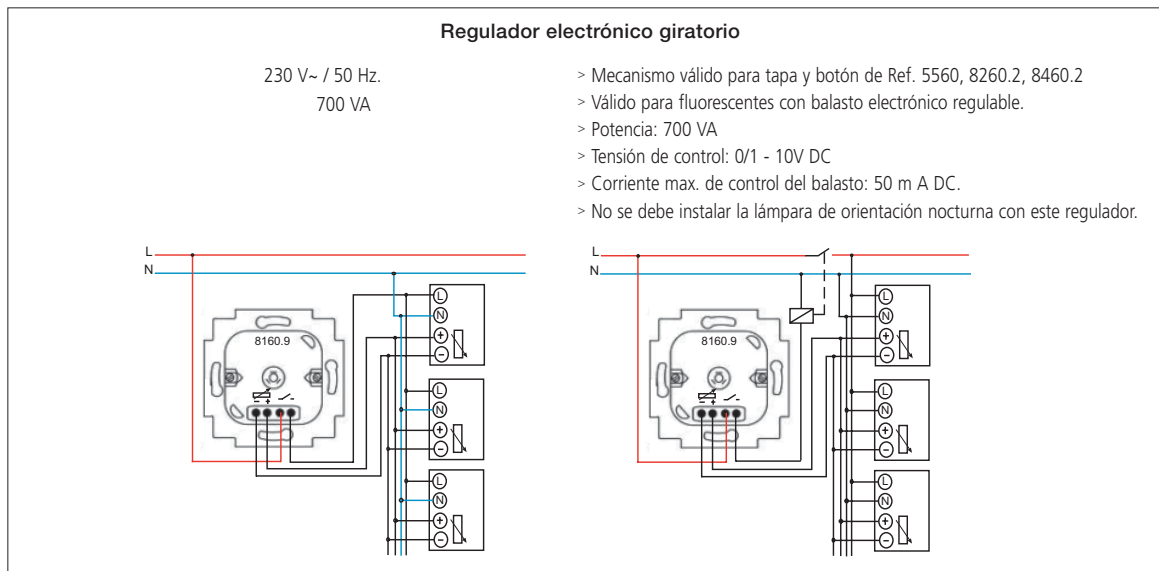 Regulador electrónico giratorio
230 V~ / 50 Hz.
700 VA
> Mecanismo válido para tapa y botón de Ref. 5560, 8260.2, 8460.2
> Válido para fluorescentes con balasto electrónico regulable.
> Potencia: 700 VA
> Tensión de control: 0/1 - 10V DC
> Corriente max. de control del balasto: 50 m A DC.
> No se debe instalar la lámpara de orientación nocturna con este regulador.
L
N
8160.9
- +
L
N
+
-
L
N
+
-
L
N
+
-
L
N
8160.9
- +
L
N
+
-
L
N
+
-
L
N
+
-